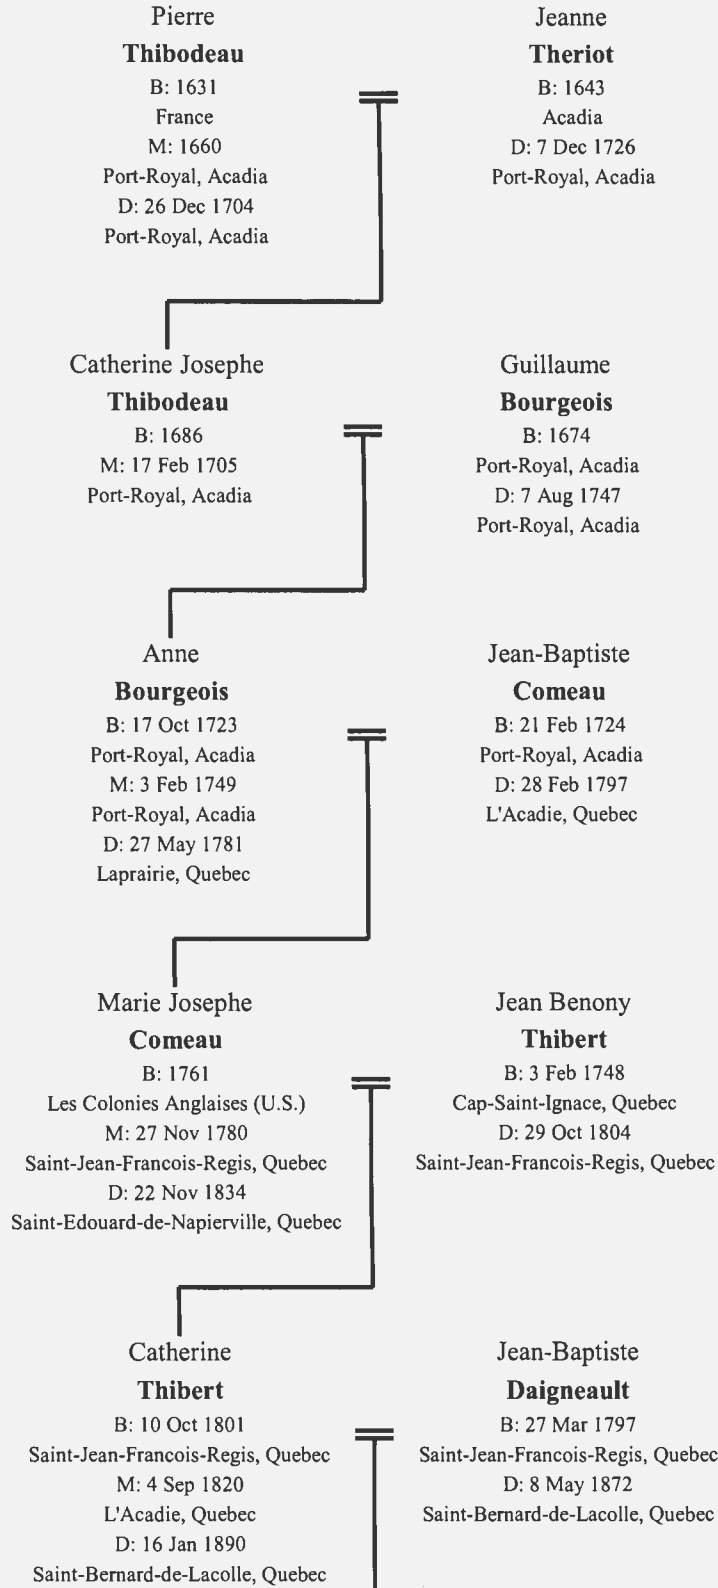 Pierre
Thibodeau
B: 1631
France
M: 1660
Port-Royal, Acadia
D: 26 Dec 1704
Port-Royal, Acadia
Jeanne
Theriot
B: 1643
Acadia
D: 7 Dec 1726
Port-Royal, Acadia
Catherine Josephe
Thibodeau
B: 1686
M: 17 Feb 1705
Port-Royal, Acadia
Guillaume
Bourgeois
B: 1674
Port-Royal, Acadia
D: 7 Aug 1747
Port-Royal, Acadia
Anne
Bourgeois
B: 17 Oct 1723
Port-Royal, Acadia
M: 3 Feb 1749
Port-Royal, Acadia
D: 27 May 1781
Laprairie, Quebec
Jean-Baptiste
Comeau
B: 21 Feb 1724
Port-Royal, Acadia
D: 28 Feb 1797
L'Acadie, Quebec
Marie Josephe
Comeau
B: 1761
Les Colonies Anglaises (U.S.)
M: 27 Nov 1780
Saint-Jean-Francois-Regis, Quebec
D: 22 Nov 1834
Saint-Edouard-de-Napierville, Quebec
Jean Benony
Thibert
B: 3 Feb 1748
Cap-Saint-Ignace, Quebec
D: 29 Oct 1804
Saint-Jean-Francois-Regis, Quebec
Catherine
Thibert
B: 10 Oct 1801
Saint-Jean-Francois-Regis, Quebec
M: 4 Sep 1820
L'Acadie, Quebec
D: 16 Jan 1890
Saint-Bernard-de-Lacolle, Quebec
Jean-Baptiste
Daigneault
B: 27 Mar 1797
Saint-Jean-Francois-Regis, Quebec
D: 8 May 1872
Saint-Bernard-de-Lacolle, Quebec